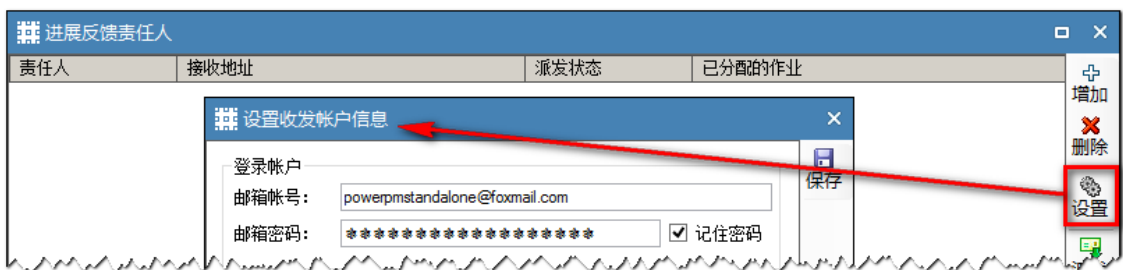 进展反馈责任人
责任人 接收地址 派发状态 已分配的作业
增加
删除
设置
设置收发帐户信息
保存
登录帐户
邮箱帐号： powerpmstandalone@foxmail.com
邮箱密码： ****************** 记住密码